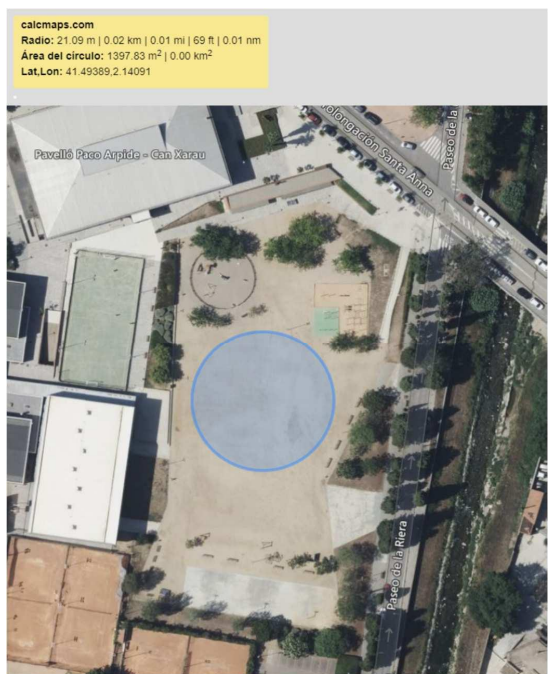 calcmaps.com
Radio: 21.09 m | 0.02 km | 0.01 mi | 69 ft | 0.01 nm
Área del círculo: 1397.83 m² | 0.00 km²
Lat,Lon: 41.49389,2.14091
Prolongación Santa Anna
Paseo de la
Pavelló Paco Arpide - Can Xarau
Paseo de la Riera